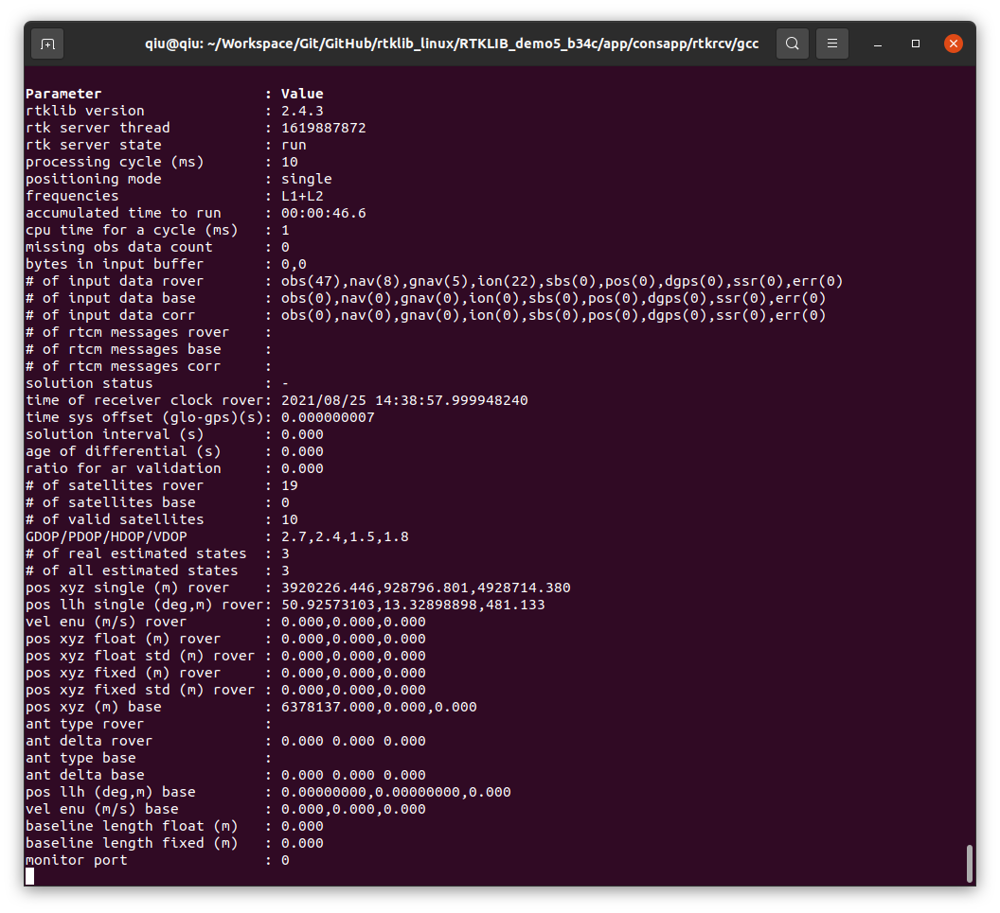 qiu@qiu: ~/Workspace/Git/GitHub/rtklib_linux/RTKLIB_demo5_b34c/app/consapp/rtkrcv/gcc
Parameter : Value
rtklib version : 2.4.3
rtk server thread : 1619887872
rtk server state : run
processing cycle (ms) : 10
positioning mode : single
frequencies : L1+L2
accumulated time to run : 00:00:46.6
cpu time for a cycle (ms) : 1
missing obs data count : 0
bytes in input buffer : 0,0
# of input data rover : obs(47),nav(8),gnav(5),ion(22),sbs(0),pos(0),dgps(0),ssr(0),err(0)
# of input data base : obs(0),nav(0),gnav(0),ion(0),sbs(0),pos(0),dgps(0),ssr(0),err(0)
# of input data corr : obs(0),nav(0),gnav(0),ion(0),sbs(0),pos(0),dgps(0),ssr(0),err(0)
# of rtcm messages rover :
# of rtcm messages base :
# of rtcm messages corr :
solution status : -
time of receiver clock rover: 2021/08/25 14:38:57.999948240
time sys offset (glo-gps)(s): 0.000000007
solution interval (s) : 0.000
age of differential (s) : 0.000
ratio for ar validation : 0.000
# of satellites rover : 19
# of satellites base : 0
# of valid satellites : 10
GDOP/PDOP/HDOP/VDOP : 2.7,2.4,1.5,1.8
# of real estimated states : 3
# of all estimated states : 3
pos xyz single (m) rover : 3920226.446,928796.801,4928714.380
pos llh single (deg,m) rover: 50.92573103,13.32898898,481.133
vel enu (m/s) rover : 0.000,0.000,0.000
pos xyz float (m) rover : 0.000,0.000,0.000
pos xyz float std (m) rover : 0.000,0.000,0.000
pos xyz fixed (m) rover : 0.000,0.000,0.000
pos xyz fixed std (m) rover : 0.000,0.000,0.000
pos xyz (m) base : 6378137.000,0.000,0.000
ant type rover :
ant delta rover : 0.000 0.000 0.000
ant type base :
ant delta base : 0.000 0.000 0.000
pos llh (deg,m) base : 0.00000000,0.00000000,0.000
vel enu (m/s) base : 0.000,0.000,0.000
baseline length float (m) : 0.000
baseline length fixed (m) : 0.000
monitor port : 0